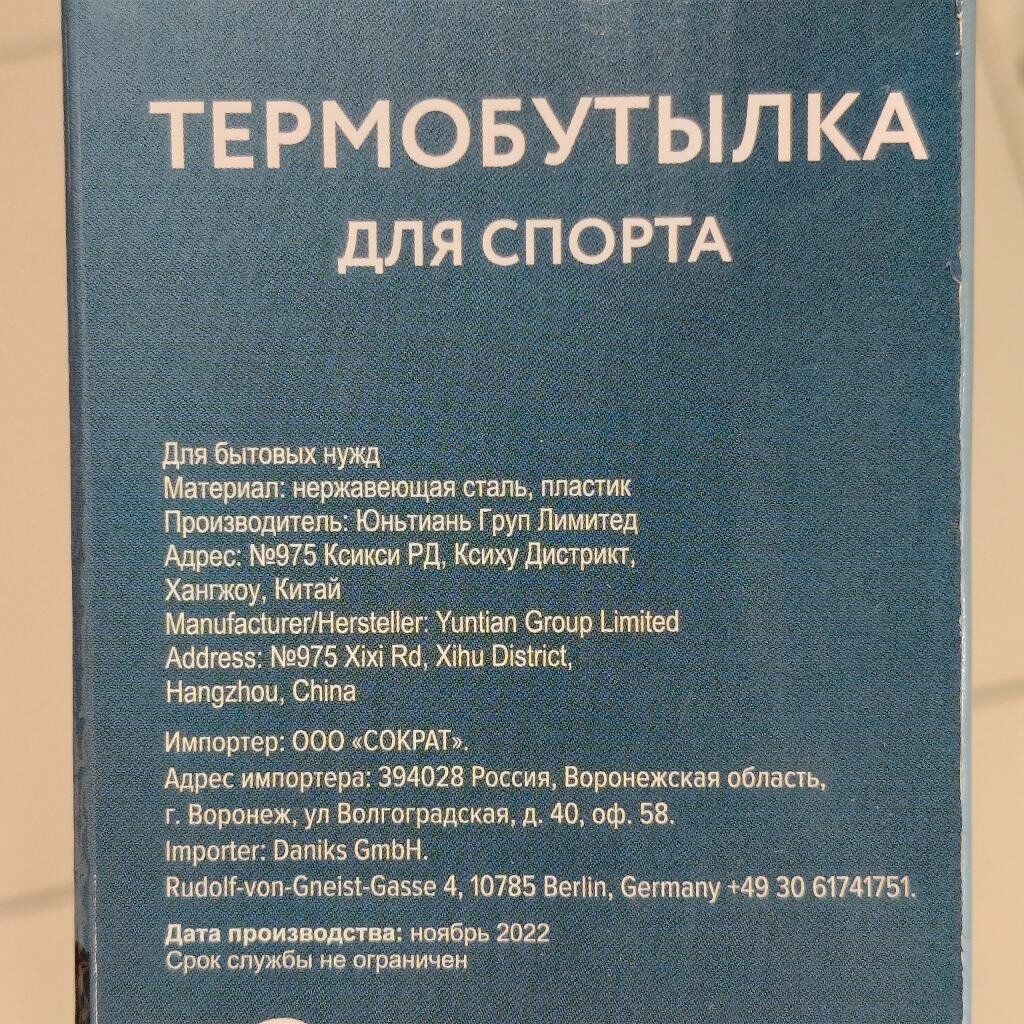 ТЕРМОБУТЫЛКА
ДЛЯ СПОРТА
Для бытовых нужд
Материал: нержавеющая сталь, пластик
Производитель: Юньтиань Груп Лимитед
Адрес: №975 Ксикси РД, Ксиху Дистрикт,
Хангжоу, Китай
Manufacturer/Hersteller: Yuntian Group Limited
Address: №975 Xixi Rd, Xihu District,
Hangzhou, China
Импортер: ООО «СОКРАТ».
Адрес импортера: 394028 Россия, Воронежская область,
г. Воронеж, ул Волгоградская, д. 40, оф. 58.
Importer: Daniks GmbH.
Rudolf-von-Gneist-Gasse 4, 10785 Berlin, Germany +49 30 61741751.
Дата производства: ноябрь 2022
Срок службы не ограничен